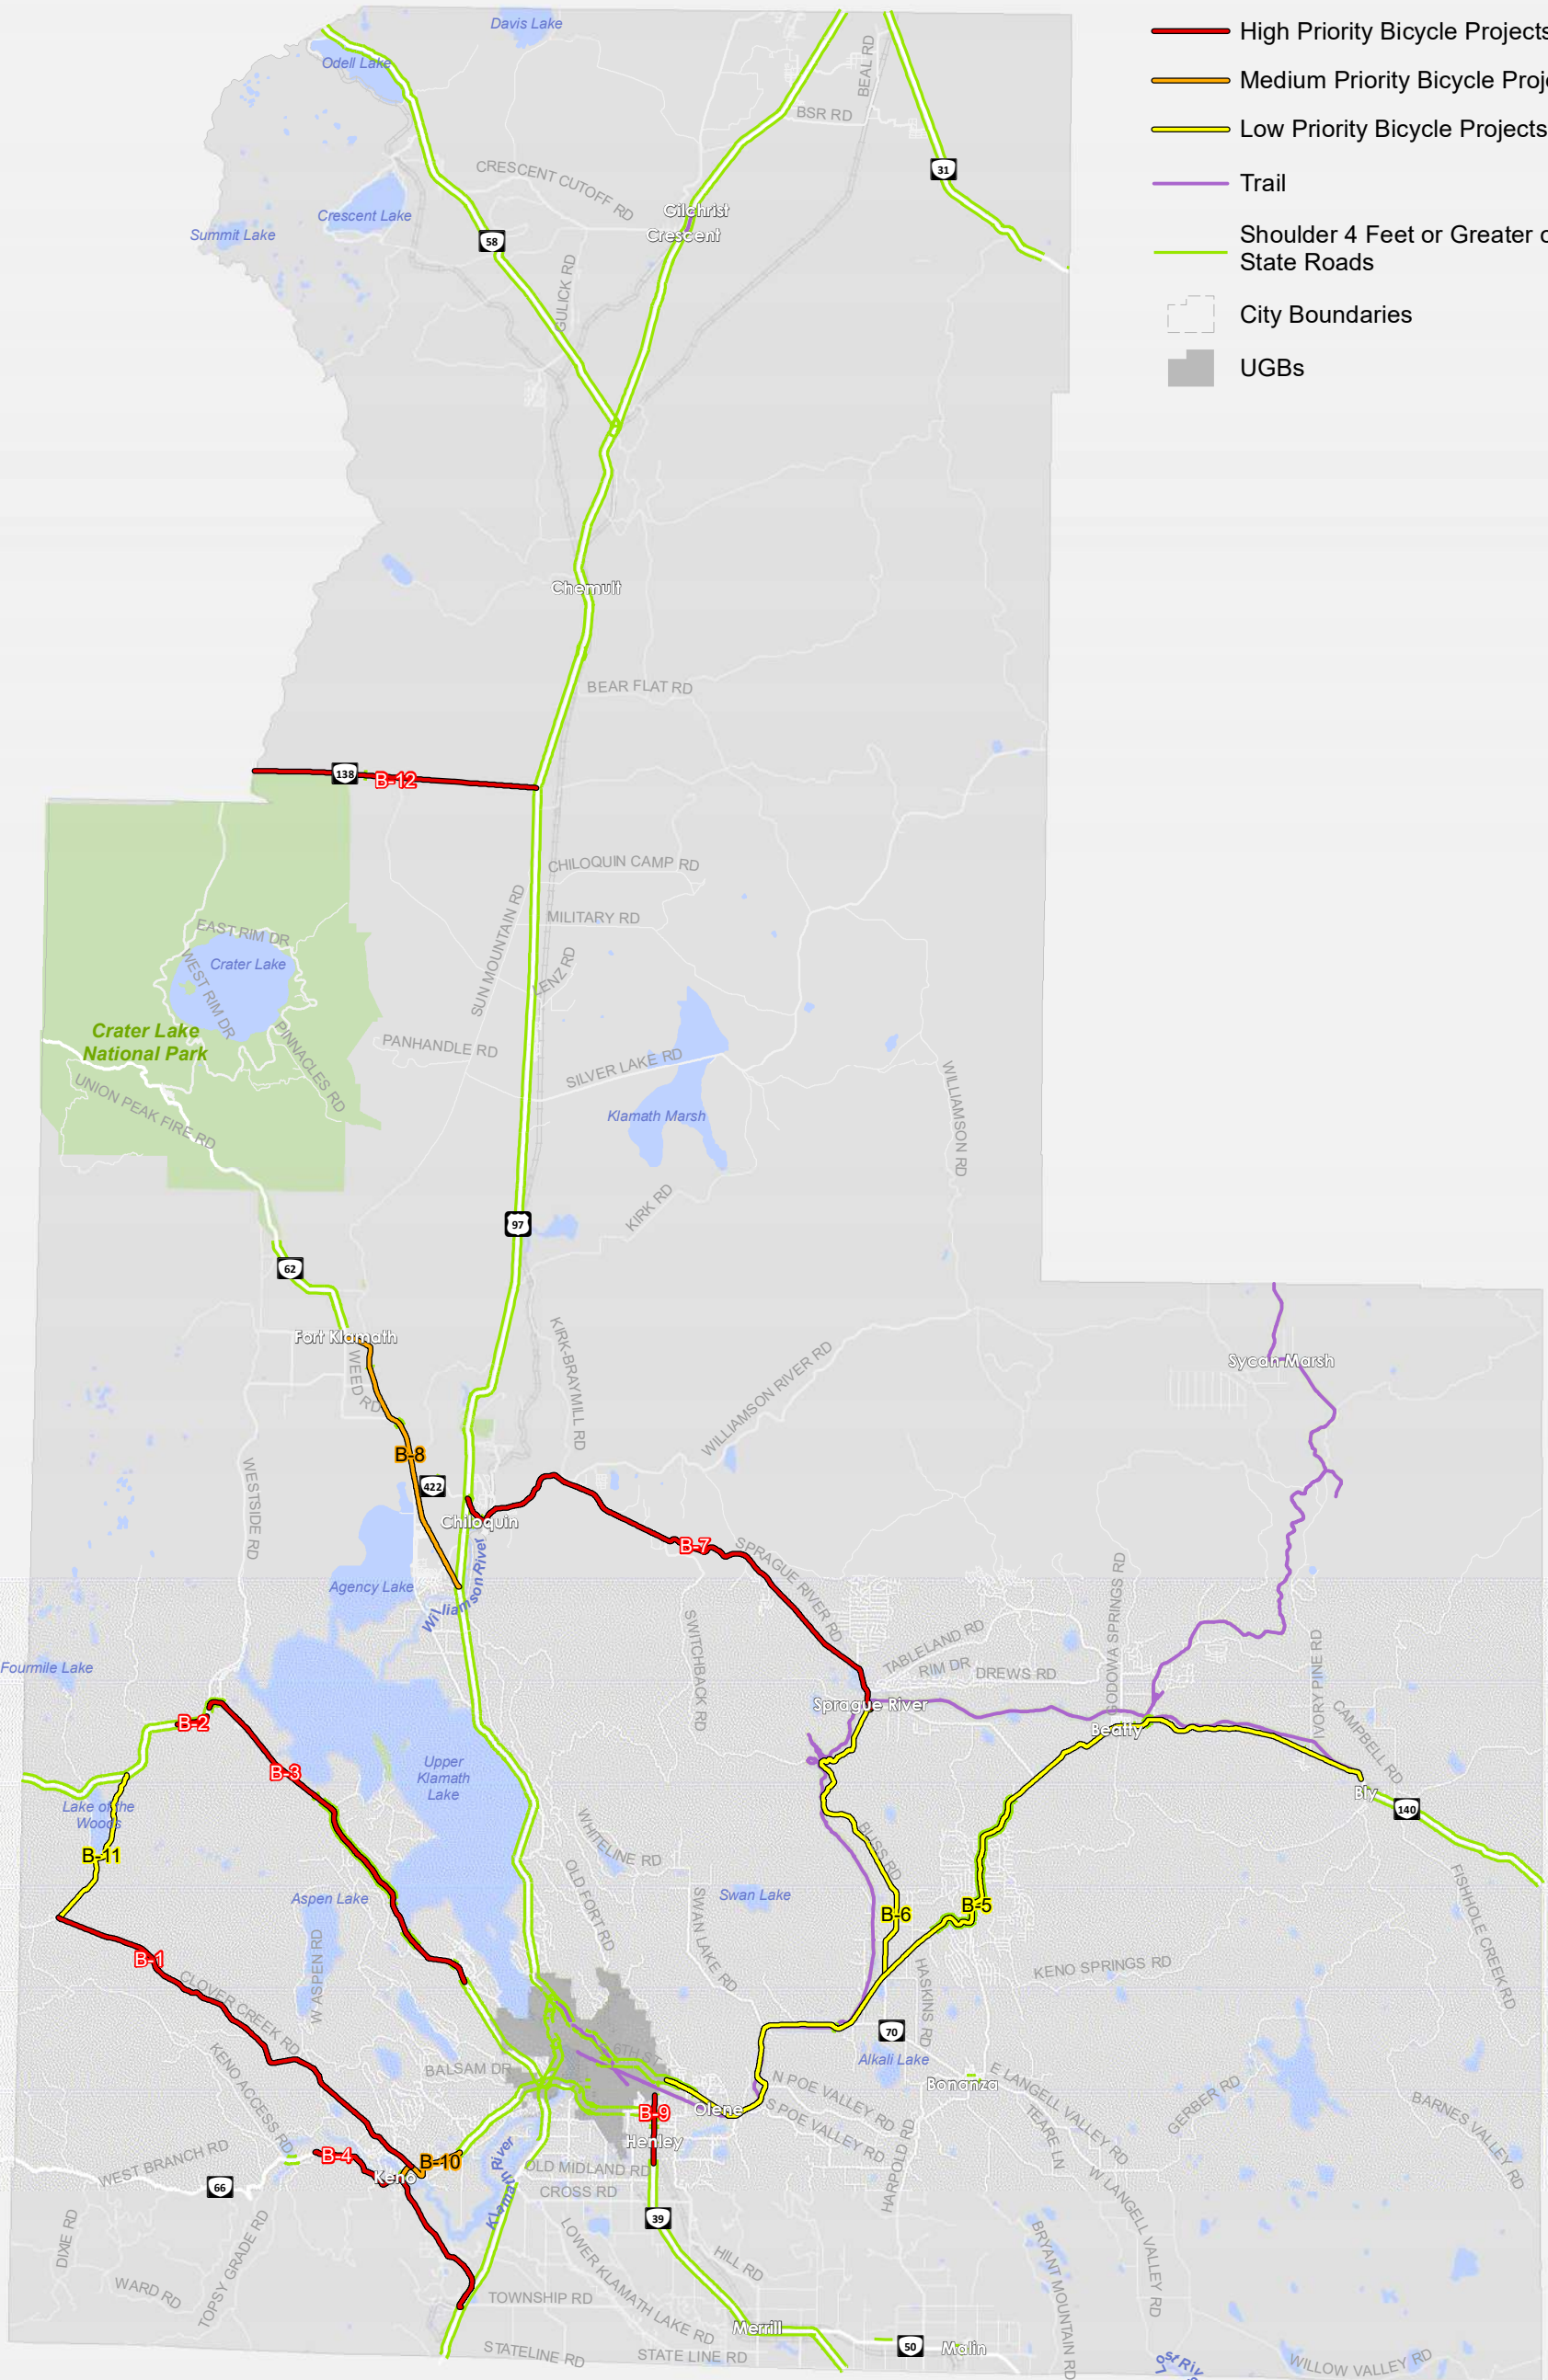 High Priority Bicycle Projects
Medium Priority Bicycle Proj
Low Priority Bicycle Projects
Trail
Shoulder 4 Feet or Greater
State Roads
City Boundaries
UGBs
Davis Lake
Odell Lake
BEAL RD
BSR RD
31
CRESCENT CUTOFF RD
Gilchrist
Crescent Lake
Crescent
Summit Lake
58
GULICK RD
Chemult
BEAR FLAT RD
138
B-12
CHILOQUIN CAMP RD
SUN MOUNTAIN RD
MILITARY RD
EAST RIM DR
Crater Lake
WEST RIM DR
LENZ RD
Crater Lake
National Park
PINNACLES RD
PANHANDLE RD
SILVER LAKE RD
UNION PEAK FIRE RD
Klamath Marsh
WILLIAMSON RD
KIRK RD
97
62
Fort Klamath
WEED RD
KIRK-BRAYMILL RD
WILLIAMSON RIVER RD
Sycan Marsh
B-8
422
WESTSIDE RD
Chiloquin
B-7
SPRAGUE RIVER RD
Agency Lake
Williamson River
SWITCHBACK RD
TABLELAND RD
RIM DR
DREWS RD
GODOWA SPRINGS RD
IVORY PINE RD
Fourmile Lake
Sprague River
B-2
Beatty
CAMPBELL RD
B-3
Upper
Klamath
Lake
Bly
140
Lake of the
Woods
B-11
WHITELINE RD
BLISS RD
OLD FORT RD
Aspen Lake
Swan Lake
B-6
B-5
FISHHOLE CREEK RD
B-1
W ASPEN RD
SWAN LAKE RD
KENO SPRINGS RD
HASKINS RD
CLOVER CREEK RD
70
KENO ACCESS RD
BALSAM DR
6TH ST
Alkali Lake
Bonanza
N POE VALLEY RD
E LANGELL VALLEY RD
GERBER RD
BARNES VALLEY RD
Olene
B-9
S POE VALLEY RD
TEARE LN
Henley
WEST BRANCH RD
B-4
B-10
Keno
OLD MIDLAND RD
66
CROSS RD
River
Klama
HARPOLD RD
W LANGELL VALLEY RD
39
DIXIE RD
TOPSY GRADE RD
LOWER KLAMATH LAKE RD
HILL RD
BRYANT MOUNTAIN RD
WARD RD
TOWNSHIP RD
Merrill
STATELINE RD
STATE LINE RD
50
Malin
WILLOW VALLEY RD